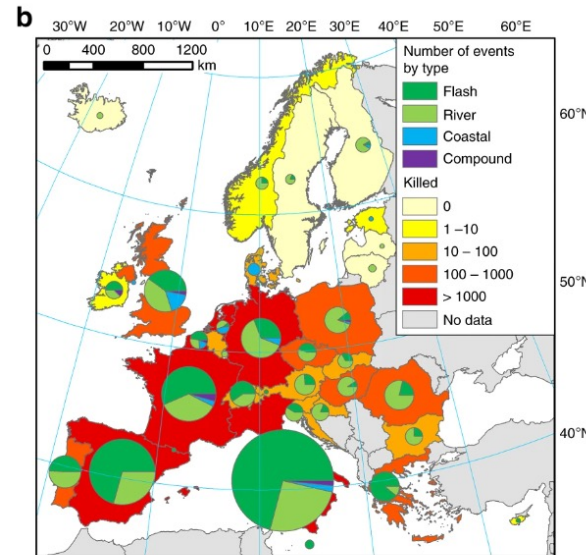 b
30°W 20°W 10°W 0° 10°E 20°E 30°E 40°E 50°E 60°E
0 400 800 1200
km
Number of events
by type
Flash
River
Coastal
Compound
Killed
0
1 –10
10 – 100
100 – 1000
> 1000
No data
60°N
50°N
40°N